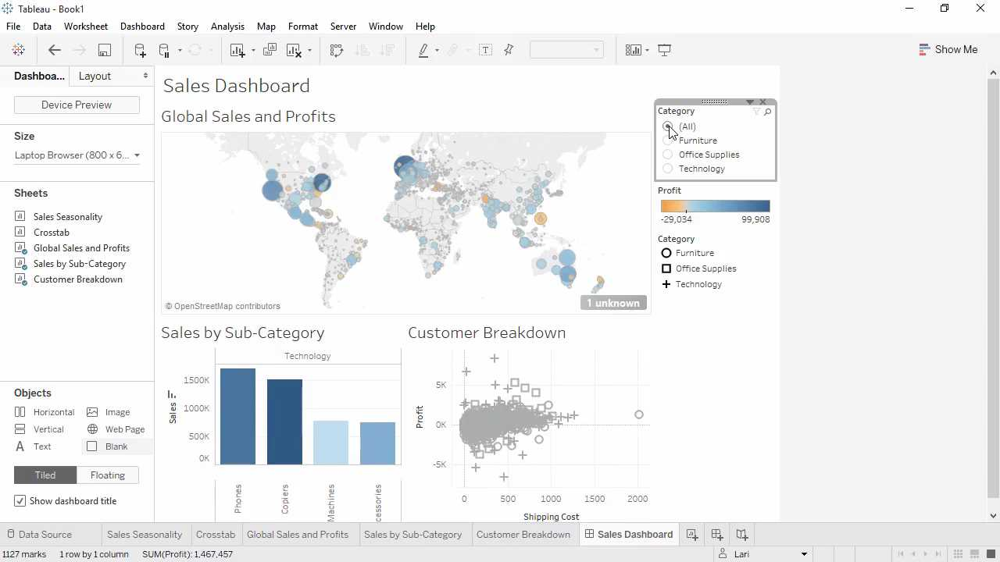 Tableau - Book1
File Data Worksheet Dashboard Story Analysis Map Format Server Window Help
Show Me
Dashboa... Layout
Device Preview
Size
Laptop Browser (800 x 6...
Sheets
Sales Seasonality
Crosstab
Global Sales and Profits
Sales by Sub-Category
Customer Breakdown
Objects
Horizontal Image
Vertical Web Page
A Text Blank
Tiled Floating
Show dashboard title
Sales Dashboard
Global Sales and Profits
© OpenStreetMap contributors
1 unknown
Category
(All)
Furniture
Office Supplies
Technology
Profit
-29,034 99,908
Category
Furniture
Office Supplies
Technology
Sales by Sub-Category
Technology
Sales
1500K
1000K
500K
0K
Phones
Copiers
Machines
ccessories
Customer Breakdown
Profit
5K
0K
-5K
0 500 1000 1500 2000
Shipping Cost
Data Source Sales Seasonality Crosstab Global Sales and Profits Sales by Sub-Category Customer Breakdown Sales Dashboard
1127 marks 1 row by 1 column SUM(Profit): 1,467,457 Lari